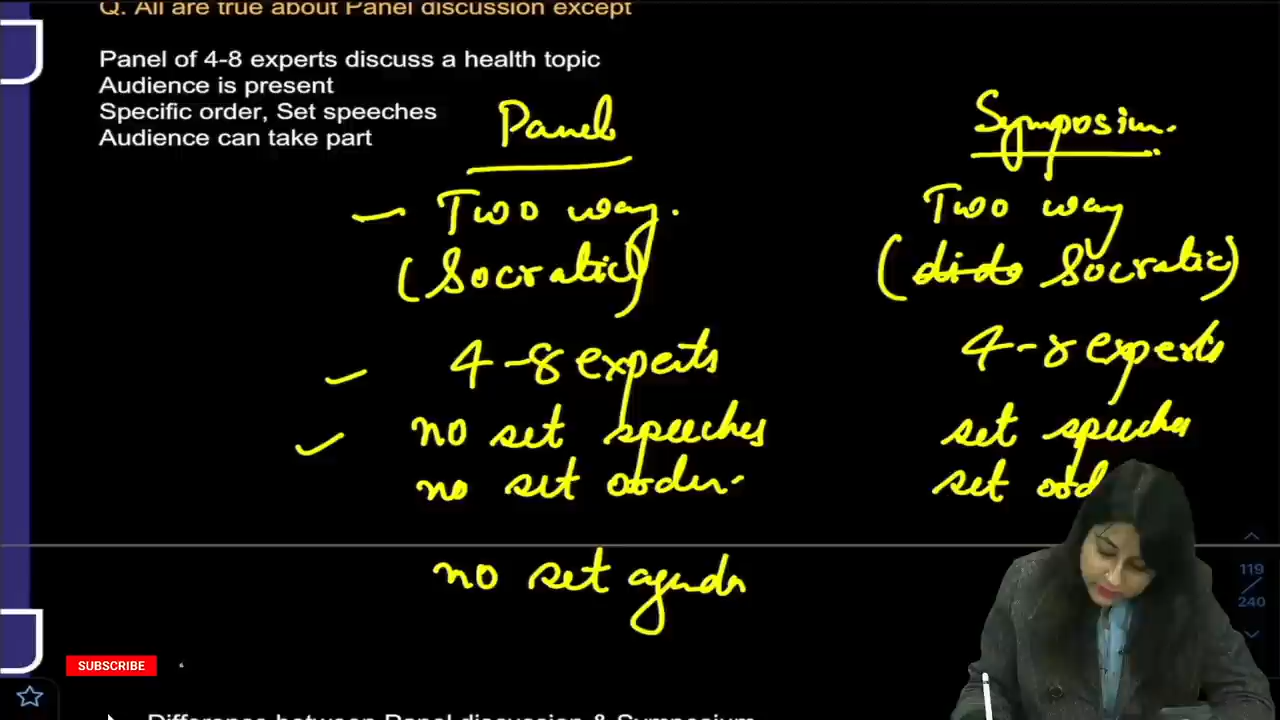 Q. All are true about Panel discussion except
Panel of 4-8 experts discuss a health topic
Audience is present
Specific order, Set speeches
Audience can take part
Panel
Symposium.
Two way.
Two way
(Socratic)
(dido Socratic)
4-8 experts
4-8 experts
no set speeches
set speeches
no set order.
set ord
no set agenda
119
240
SUBSCRIBE
Difference between Panel discussion & Symposium